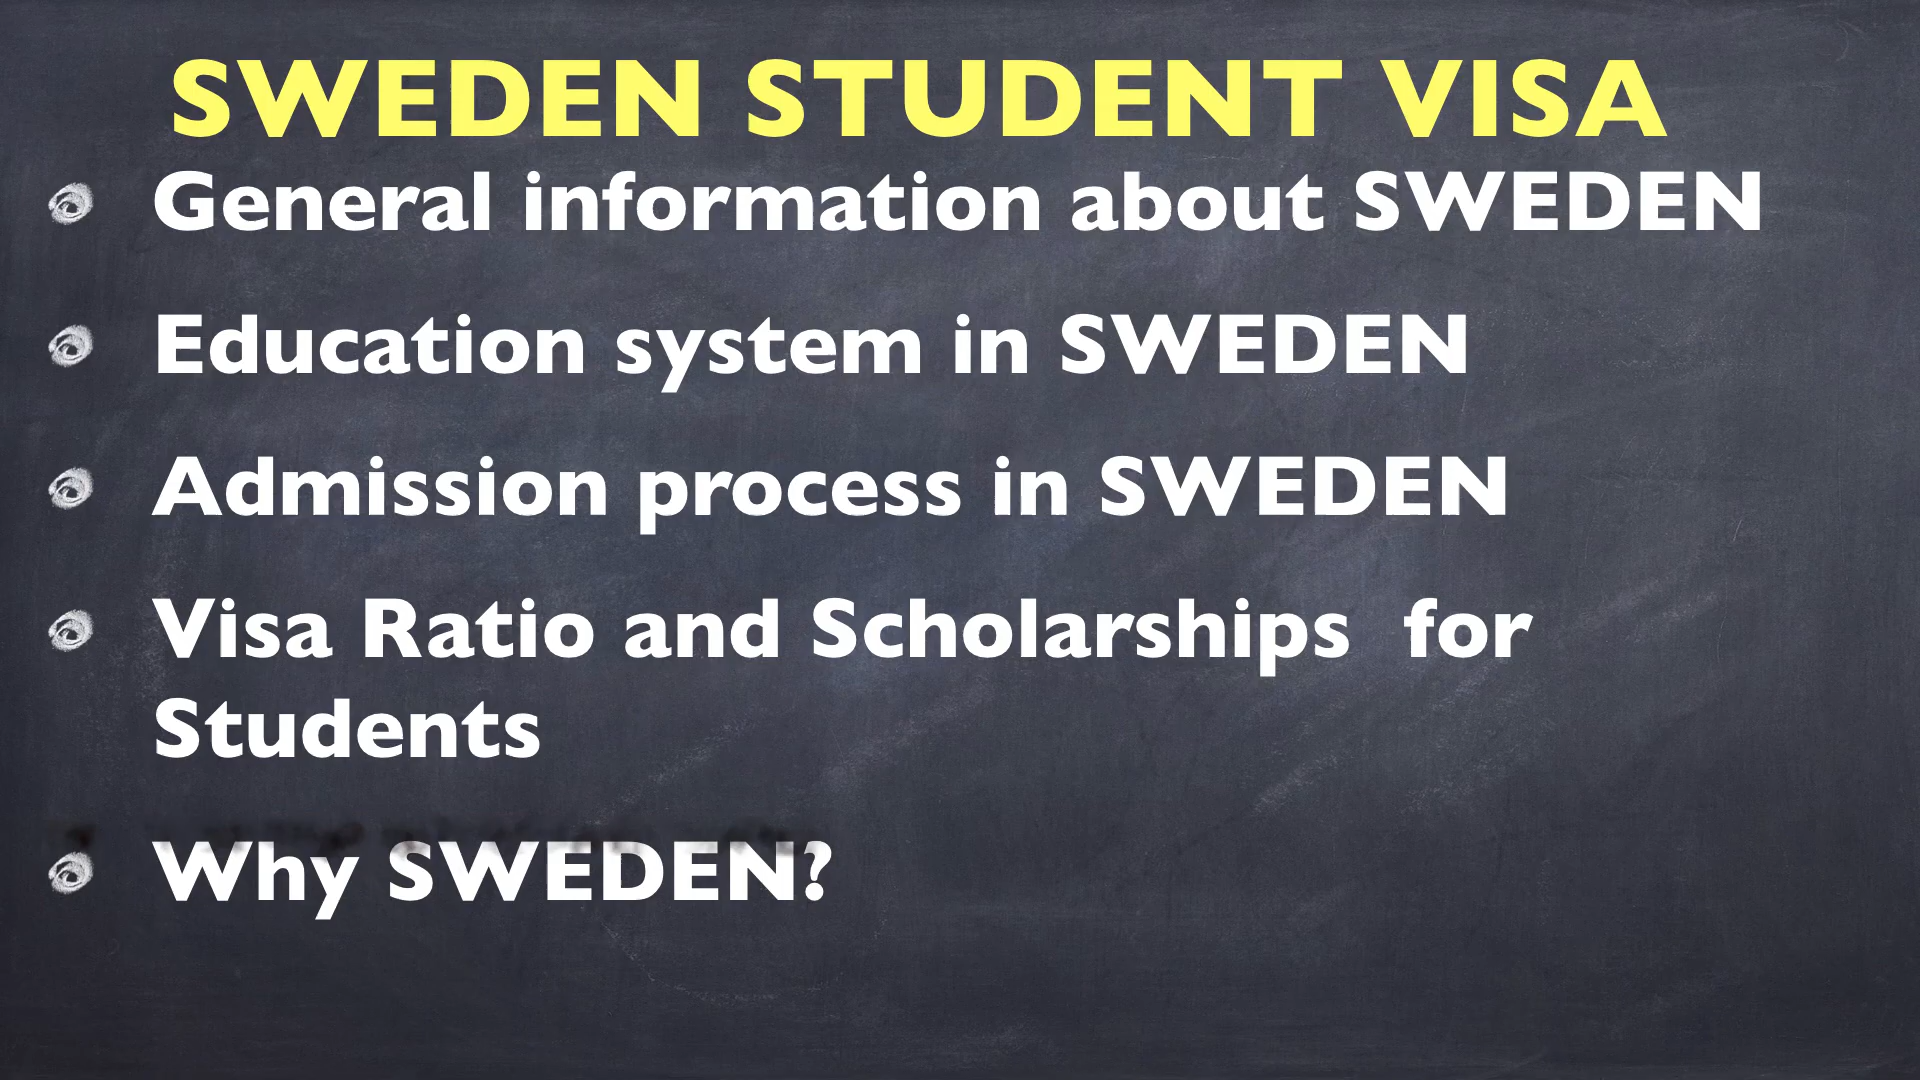 SWEDEN STUDENT VISA
General information about SWEDEN
Education system in SWEDEN
Admission process in SWEDEN
Visa Ratio and Scholarships  for
Students
Why SWEDEN?